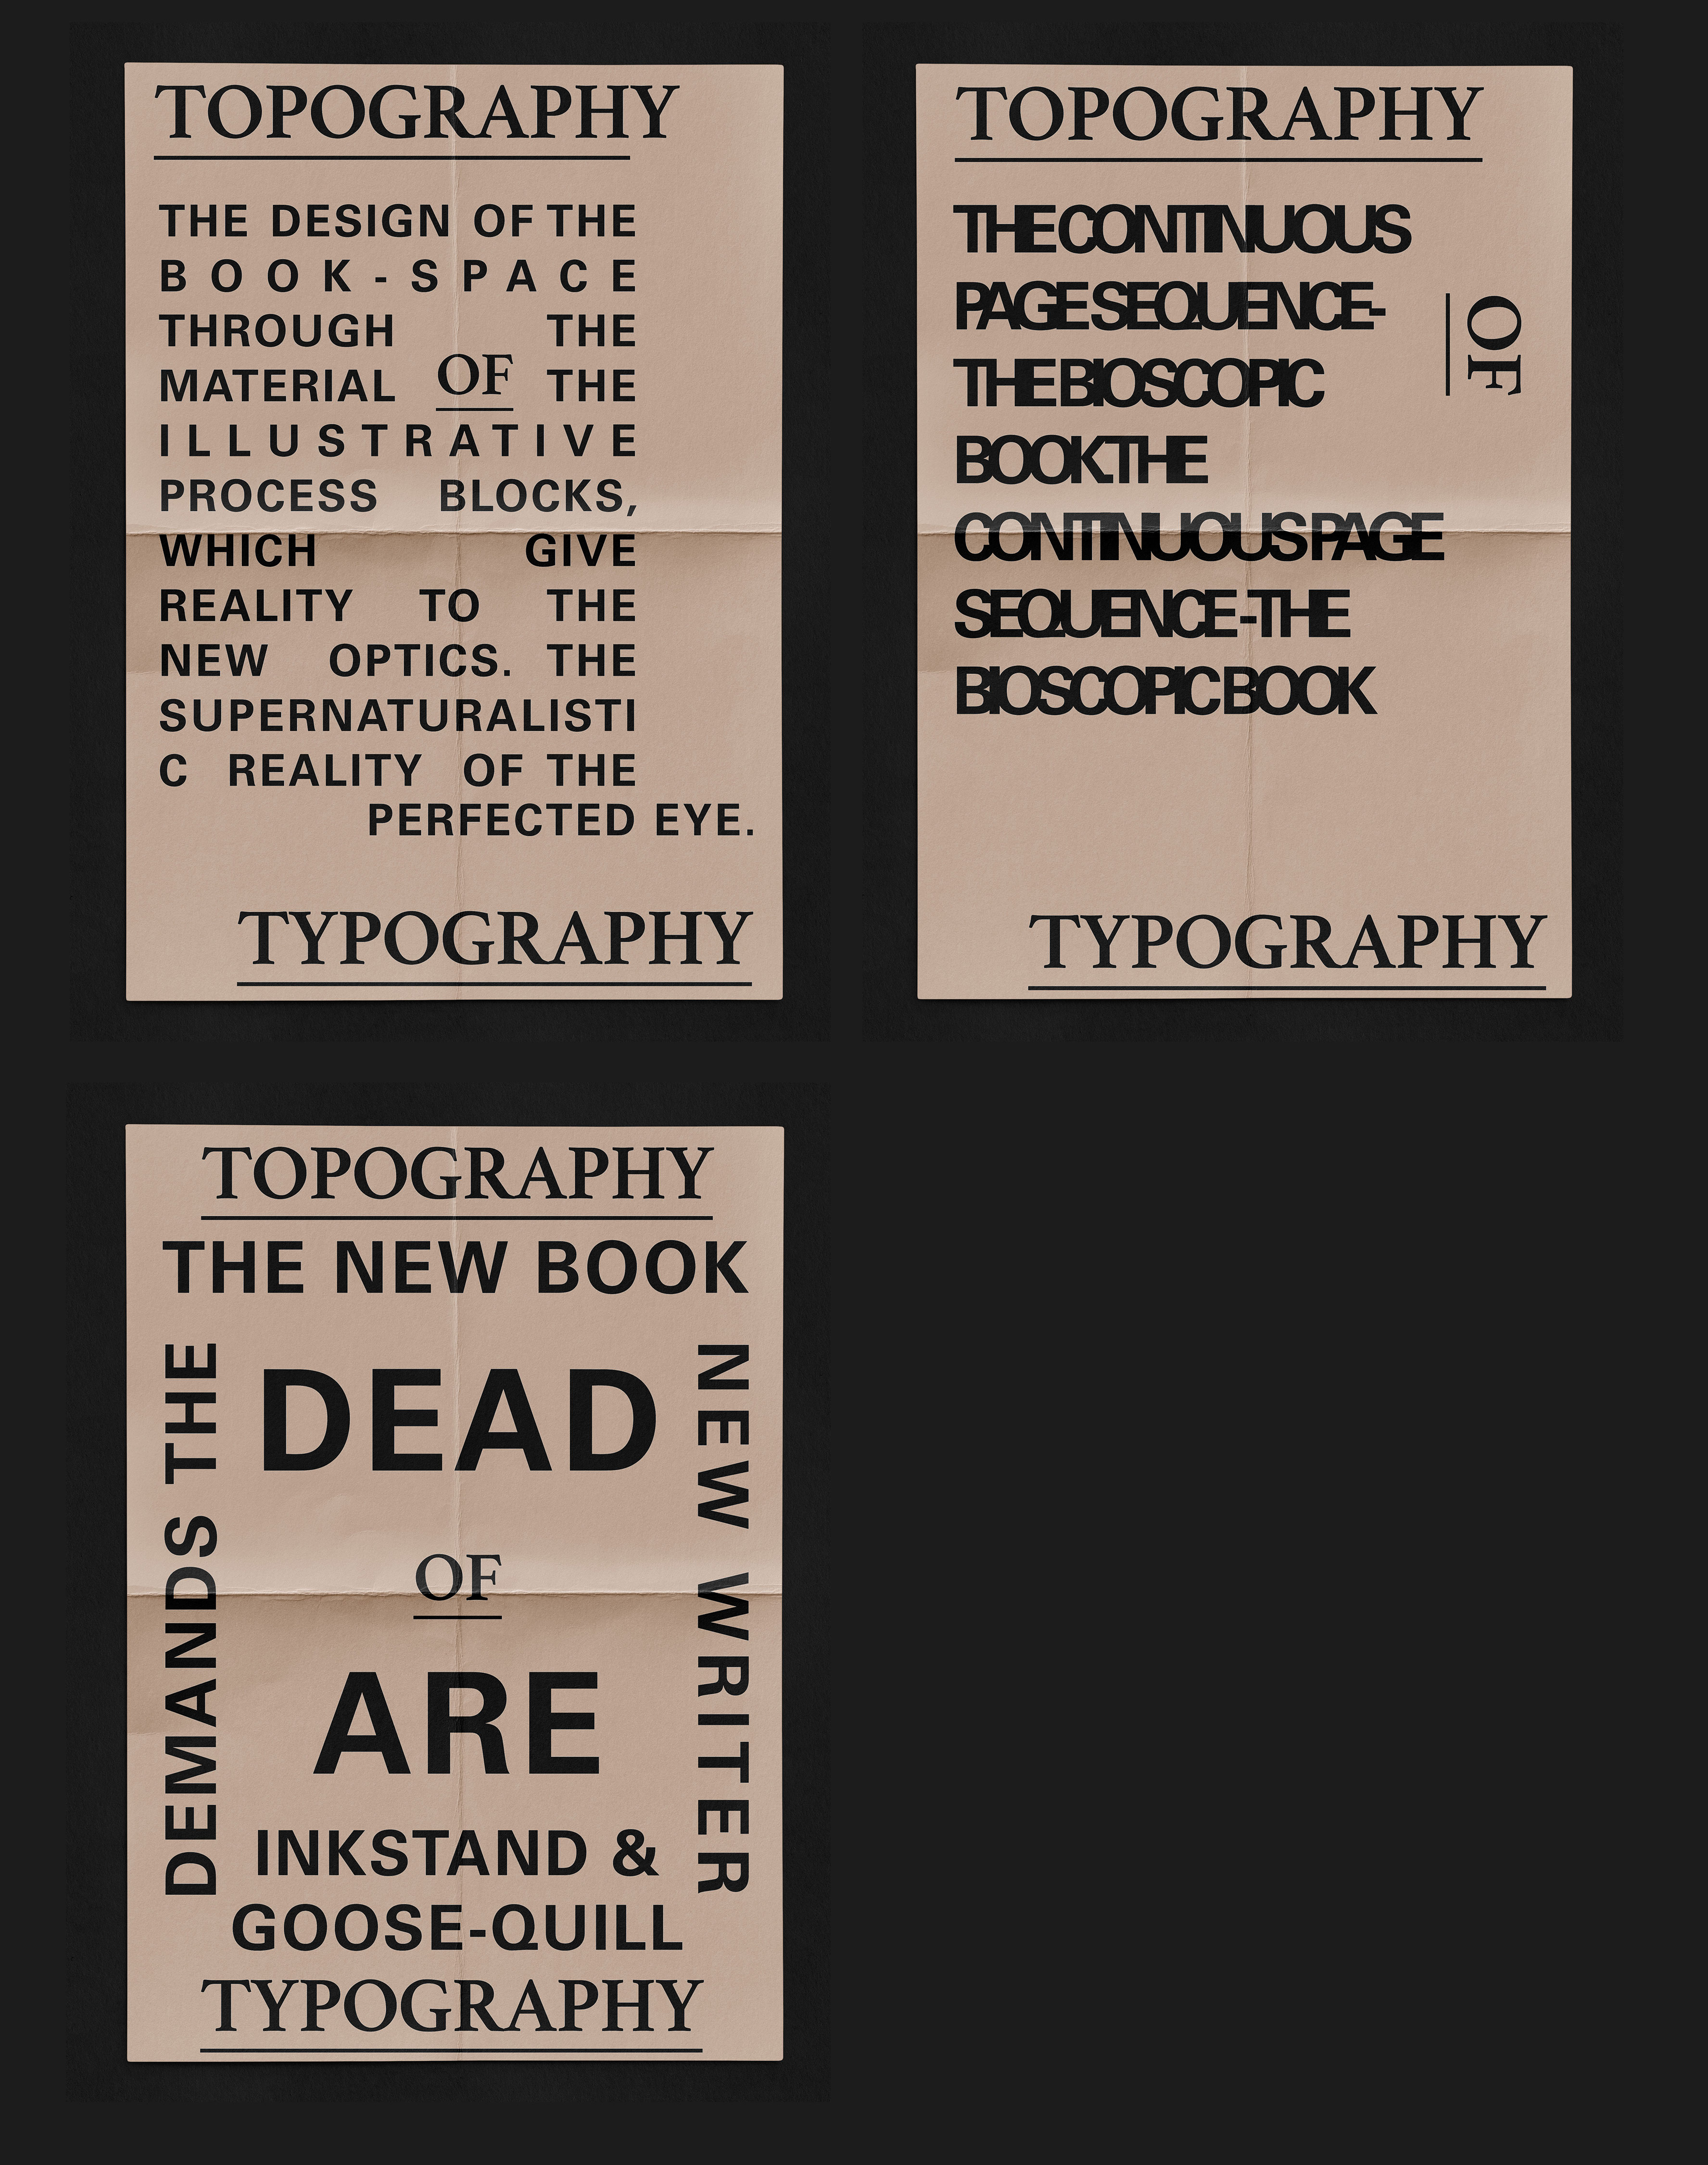 TOPOGRAPHY
THE DESIGN OF THE
BOOK-SPACE
THROUGH THE
MATERIAL THE
OF
ILLUSTRATIVE
PROCESS BLOCKS,
WHICH GIVE
REALITY TO THE
NEW OPTICS. THE
SUPERNATURALISTI
C REALITY OF THE
PERFECTED EYE.
TYPOGRAPHY
TOPOGRAPHY
THE CONTINUOUS
PAGE SEQUENCE-
THE BIOSCOPIC
BOOK.THE
CONTINUOUS PAGE
SEQUENCE -THE
BIOSCOPIC BOOK
OF
TYPOGRAPHY
TOPOGRAPHY
THE NEW BOOK
DEMANDS THE
NEW WRITER
DEAD
OF
ARE
INKSTAND &
GOOSE-QUILL
TYPOGRAPHY